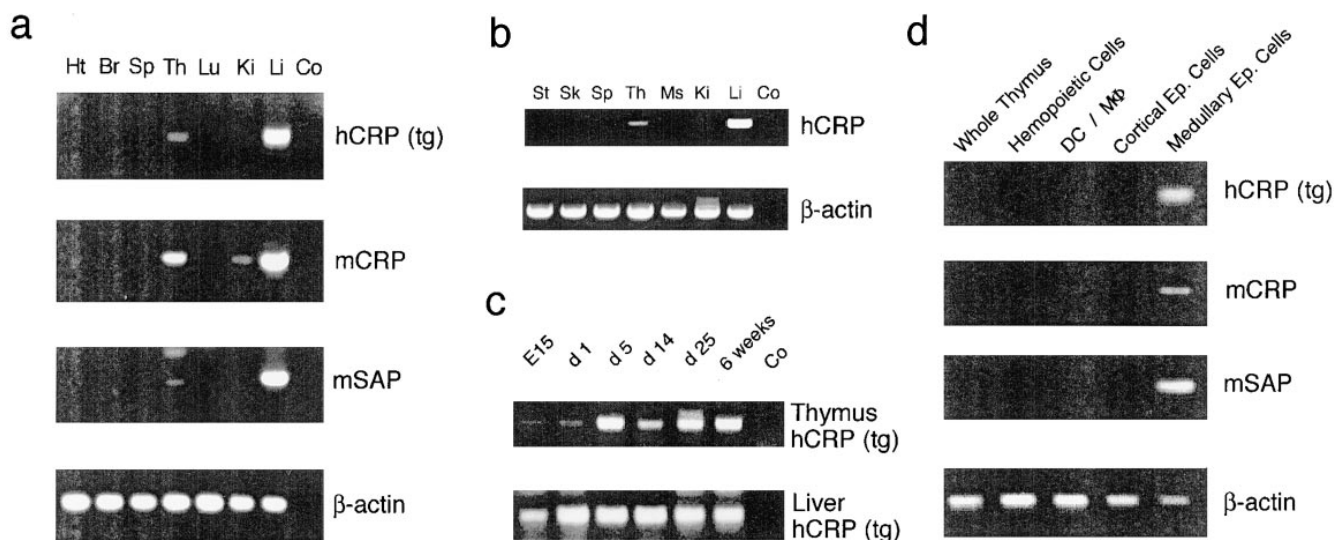 a
Ht Br Sp Th Lu Ki Li Co
hCRP (tg)
mCRP
mSAP
β-actin
b
St Sk Sp Th Ms Ki Li Co
hCRP
β-actin
c
E15 d 1 d 5 d 14 d 25 6 weeks Co
Thymus
hCRP (tg)
Liver
hCRP (tg)
d
Whole Thymus
Hemopoietic Cells
DC / MΦ
Cortical Ep. Cells
Medullary Ep. Cells
hCRP (tg)
mCRP
mSAP
β-actin